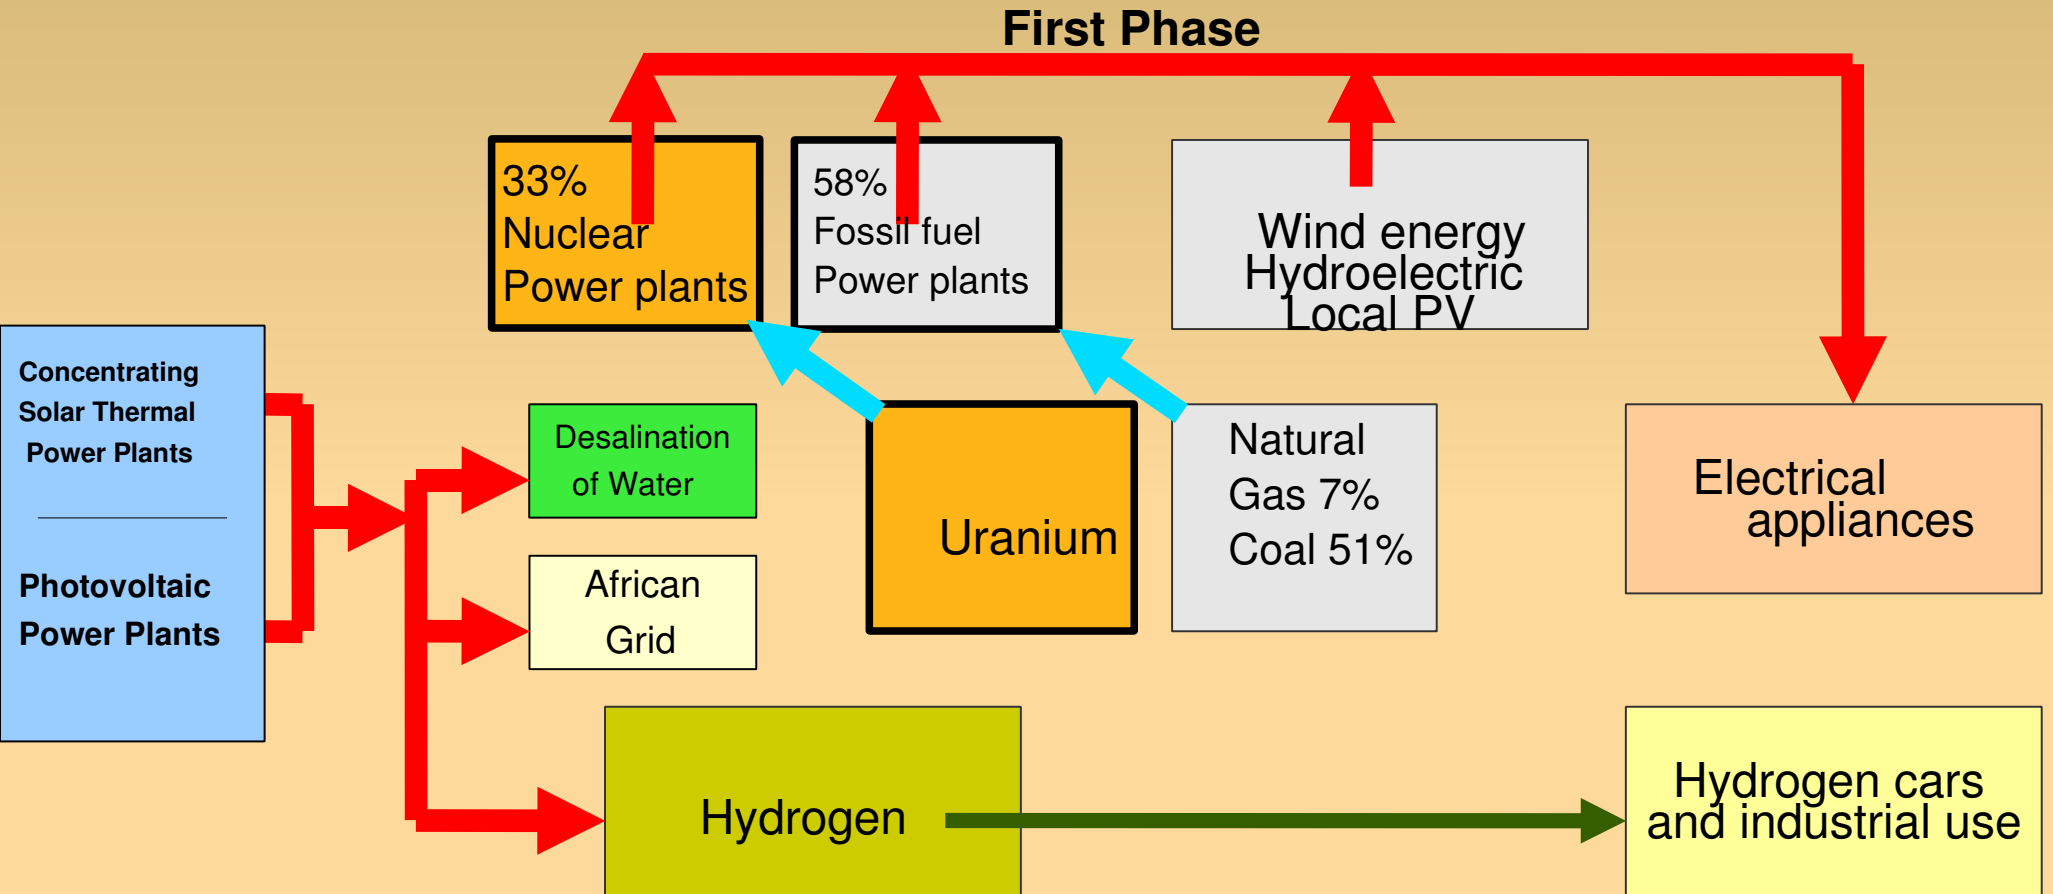 First Phase
33%
Nuclear
Power plants
58%
Fossil fuel
Power plants
Wind energy
Hydroelectric
Local PV
Concentrating
Solar Thermal
Power Plants
Photovoltaic
Power Plants
Desalination
of Water
African
Grid
Uranium
Natural
Gas 7%
Coal 51%
Electrical
appliances
Hydrogen
Hydrogen cars
and industrial use